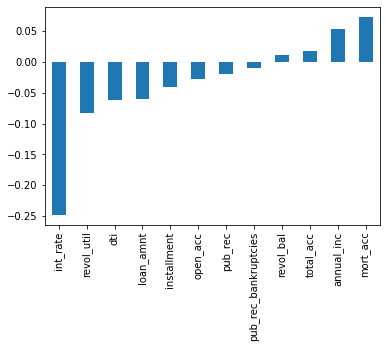 0.05
0.00
−0.05
−0.10
−0.15
−0.20
−0.25
int_rate
revol_util
dti
loan_amnt
installment
open_acc
pub_rec
pub_rec_bankruptcies
revol_bal
total_acc
annual_inc
mort_acc